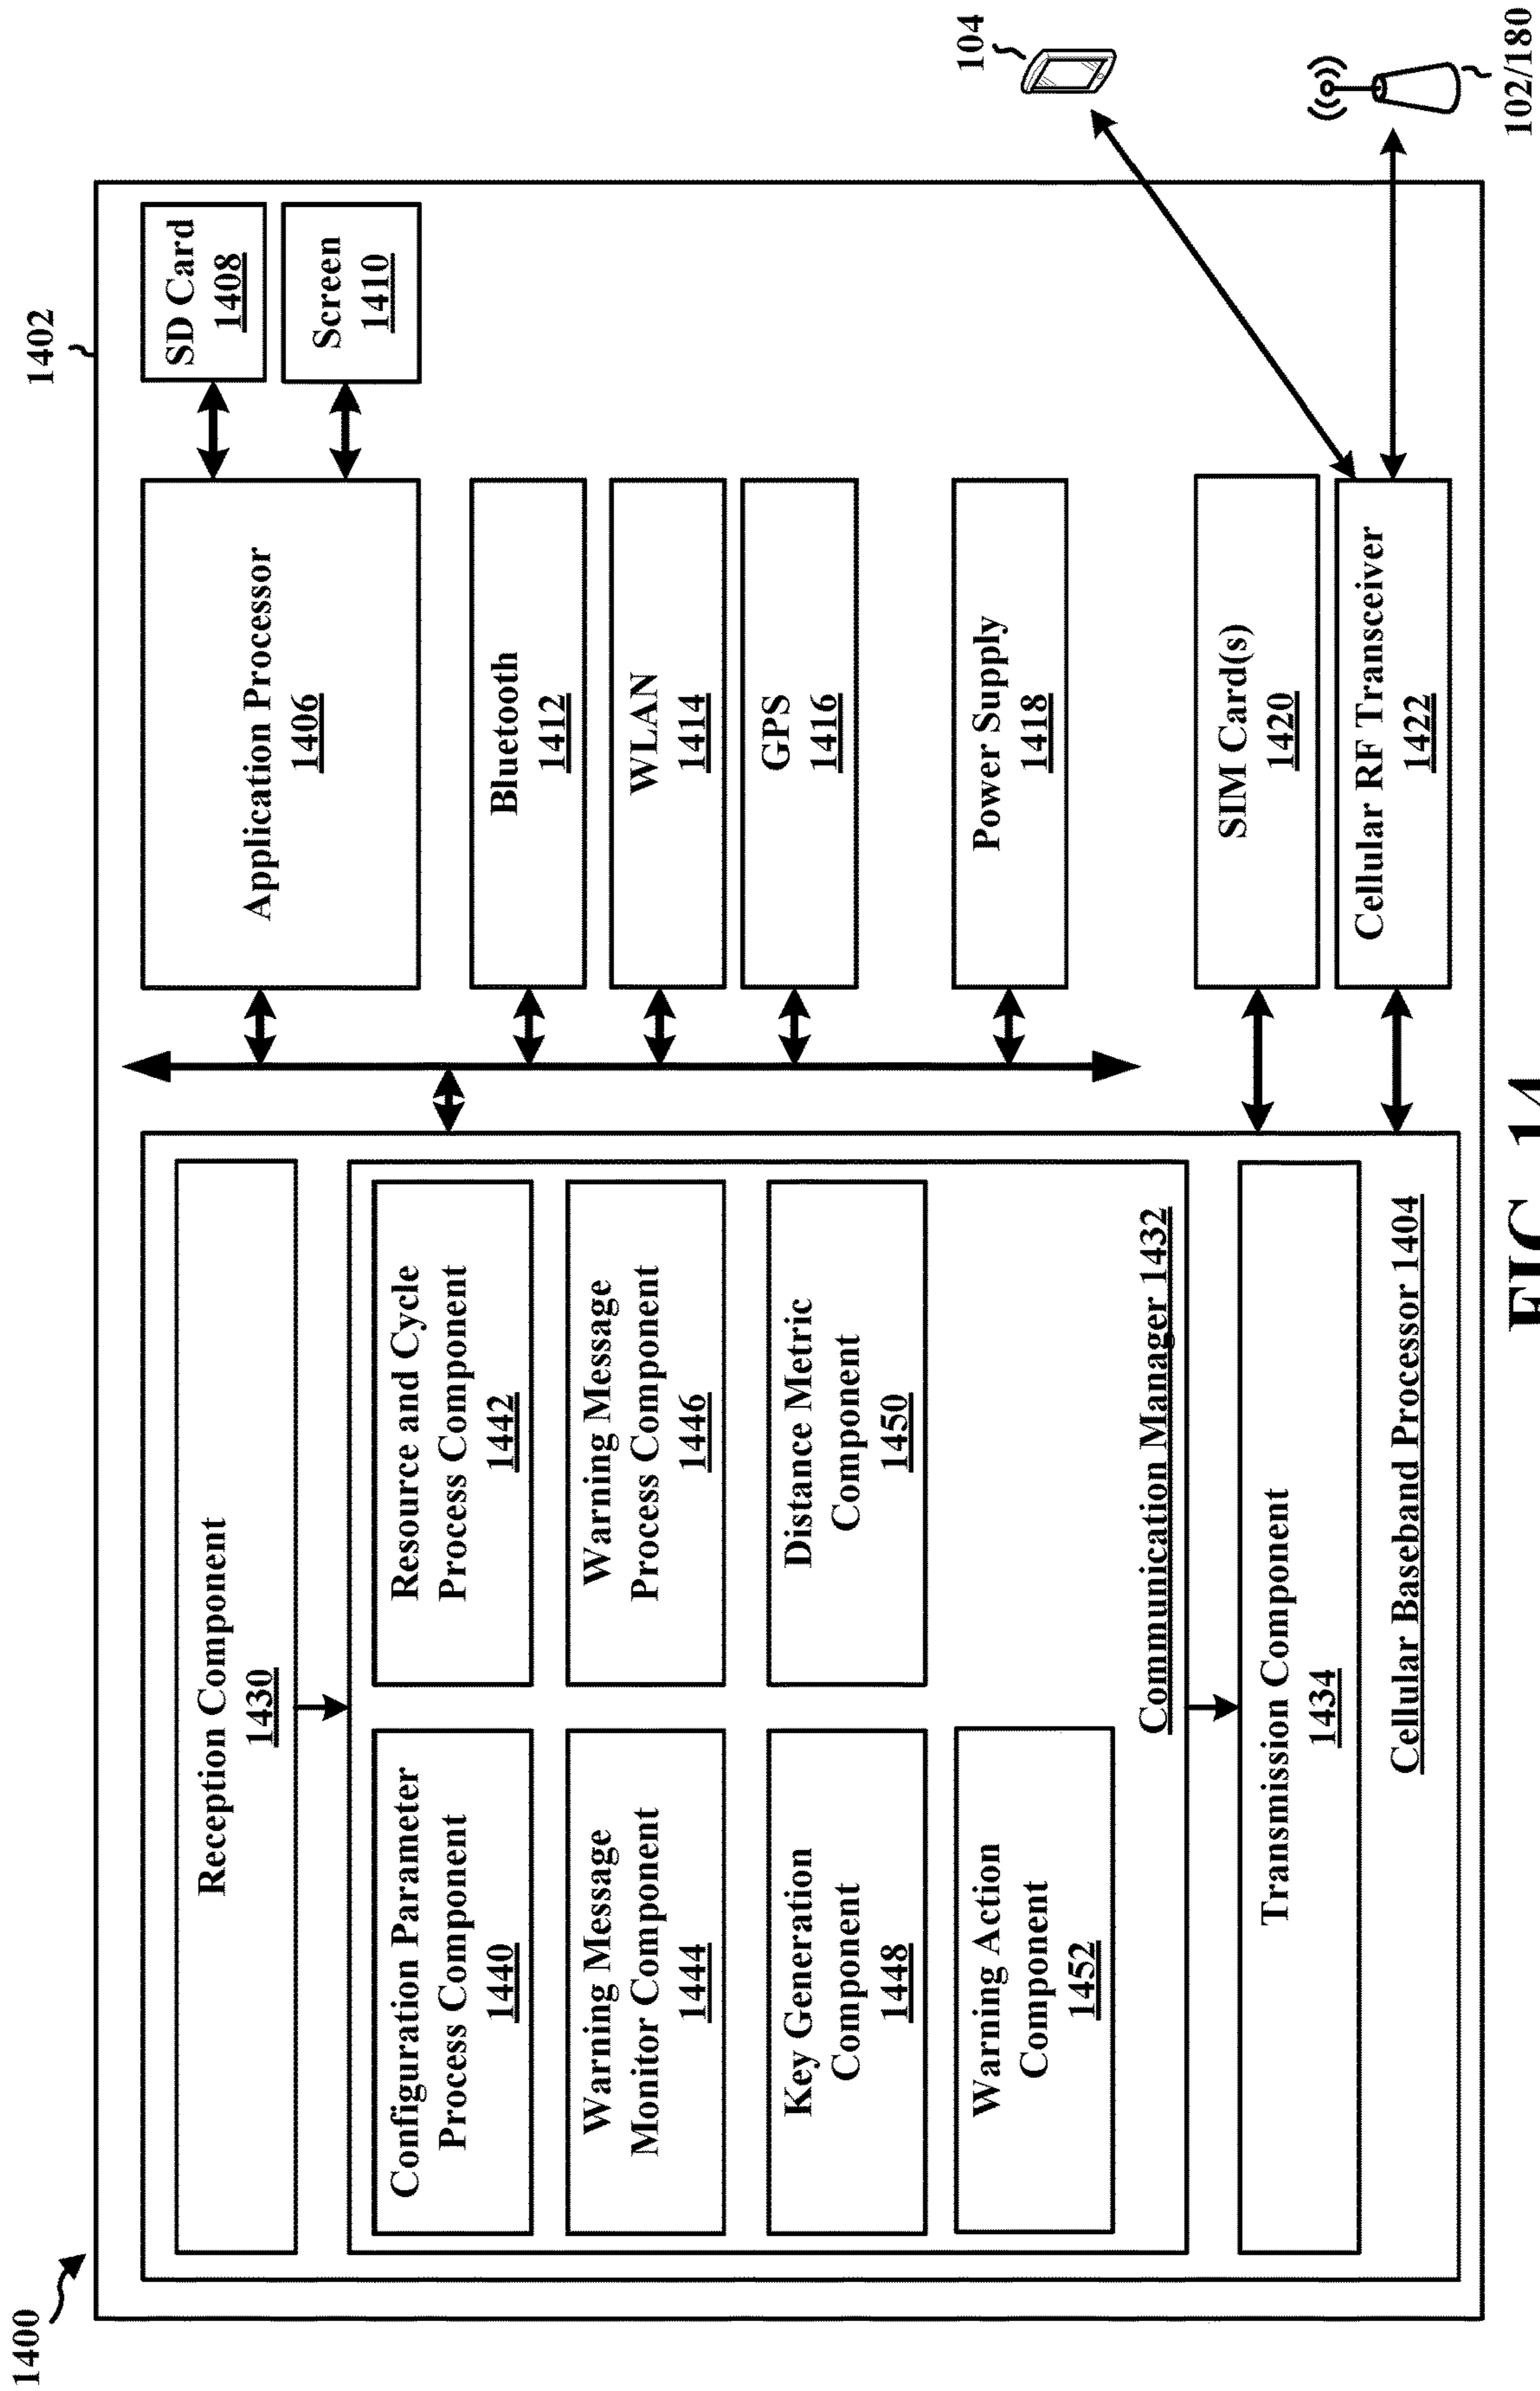 1400
1402
Reception Component
1430
Configuration Parameter
Process Component
1440
Resource and Cycle
Process Component
1442
Warning Message
Monitor Component
1444
Warning Message
Process Component
1446
Key Generation
Component
1448
Distance Metric
Component
1450
Warning Action
Component
1452
Communication Manager 1432
Transmission Component
1434
Cellular Baseband Processor 1404
Application Processor
1406
SD Card
1408
Screen
1410
Bluetooth
1412
WLAN
1414
GPS
1416
Power Supply
1418
SIM Card(s)
1420
Cellular RF Transceiver
1422
104
102/180
FIG. 14